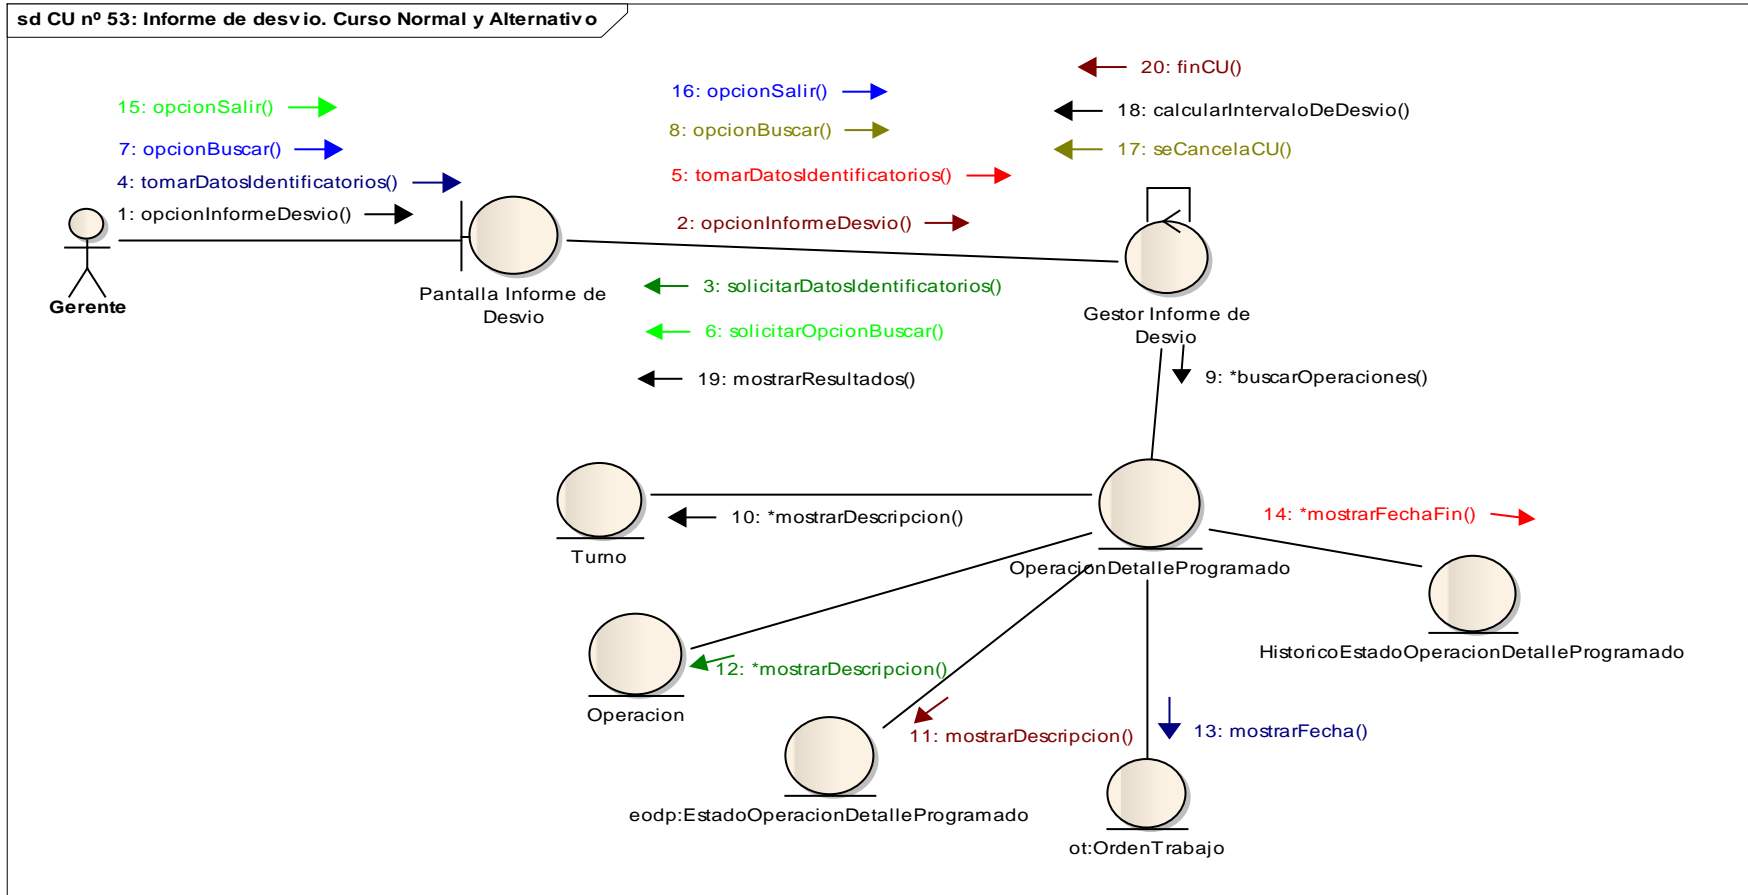 sd CU nº 53: Informe de desvio. Curso Normal y Alternativo
20: finCU()
15: opcionSalir()
16: opcionSalir()
18: calcularIntervaloDeDesvio()
7: opcionBuscar()
8: opcionBuscar()
17: seCancelaCU()
4: tomarDatosIdentificatorios()
5: tomarDatosIdentificatorios()
1: opcionInformeDesvio()
2: opcionInformeDesvio()
Gerente
Pantalla Informe de
Desvio
3: solicitarDatosIdentificatorios()
Gestor Informe de
Desvio
6: solicitarOpcionBuscar()
19: mostrarResultados()
9: *buscarOperaciones()
10: *mostrarDescripcion()
14: *mostrarFechaFin()
Turno
OperacionDetalleProgramado
HistoricoEstadoOperacionDetalleProgramado
12: *mostrarDescripcion()
Operacion
11: mostrarDescripcion()
13: mostrarFecha()
eodp:EstadoOperacionDetalleProgramado
ot:OrdenTrabajo